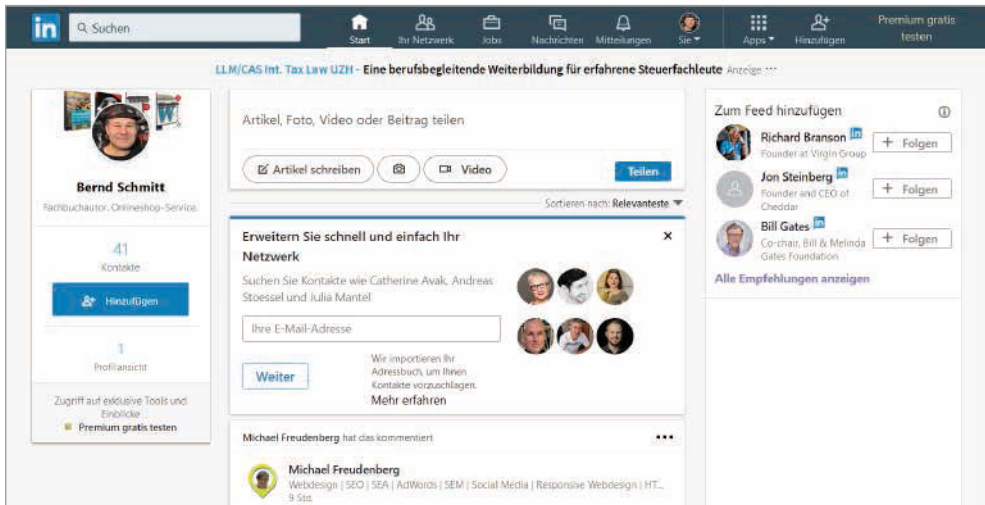 in
Suchen
Start
Ihr Netzwerk
Jobs
Nachrichten
Mitteilungen
Sie
Apps
Hinzufügen
Premium gratis
testen
LLM/CAS Int. Tax Law UZH - Eine berufsbegleitende Weiterbildung für erfahrene Steuerfachleute Anzeige ...
Bernd Schmitt
Fachbuchautor. Onlineshop-Service.
41
Kontakte
Hinzufügen
1
Profilansicht
Zugriff auf exklusive Tools und
Einblicke
Premium gratis testen
Artikel, Foto, Video oder Beitrag teilen
Artikel schreiben
Video
Teilen
Sortieren nach: Relevanteste
Erweitern Sie schnell und einfach Ihr
Netzwerk
Suchen Sie Kontakte wie Catherine Avak, Andreas
Stoessel und Julia Mantel
Ihre E-Mail-Adresse
Weiter
Wir importieren Ihr
Adressbuch, um Ihnen
Kontakte vorzuschlagen.
Mehr erfahren
Michael Freudenberg hat das kommentiert
Michael Freudenberg
Webdesign | SEO | SEA | AdWords | SEM | Social Media | Responsive Webdesign | HT...
9 Std.
Zum Feed hinzufügen
Richard Branson in
Founder at Virgin Group
+ Folgen
Jon Steinberg in
Founder and CEO of
Cheddar
+ Folgen
Bill Gates in
Co-chair, Bill & Melinda
Gates Foundation
+ Folgen
Alle Empfehlungen anzeigen